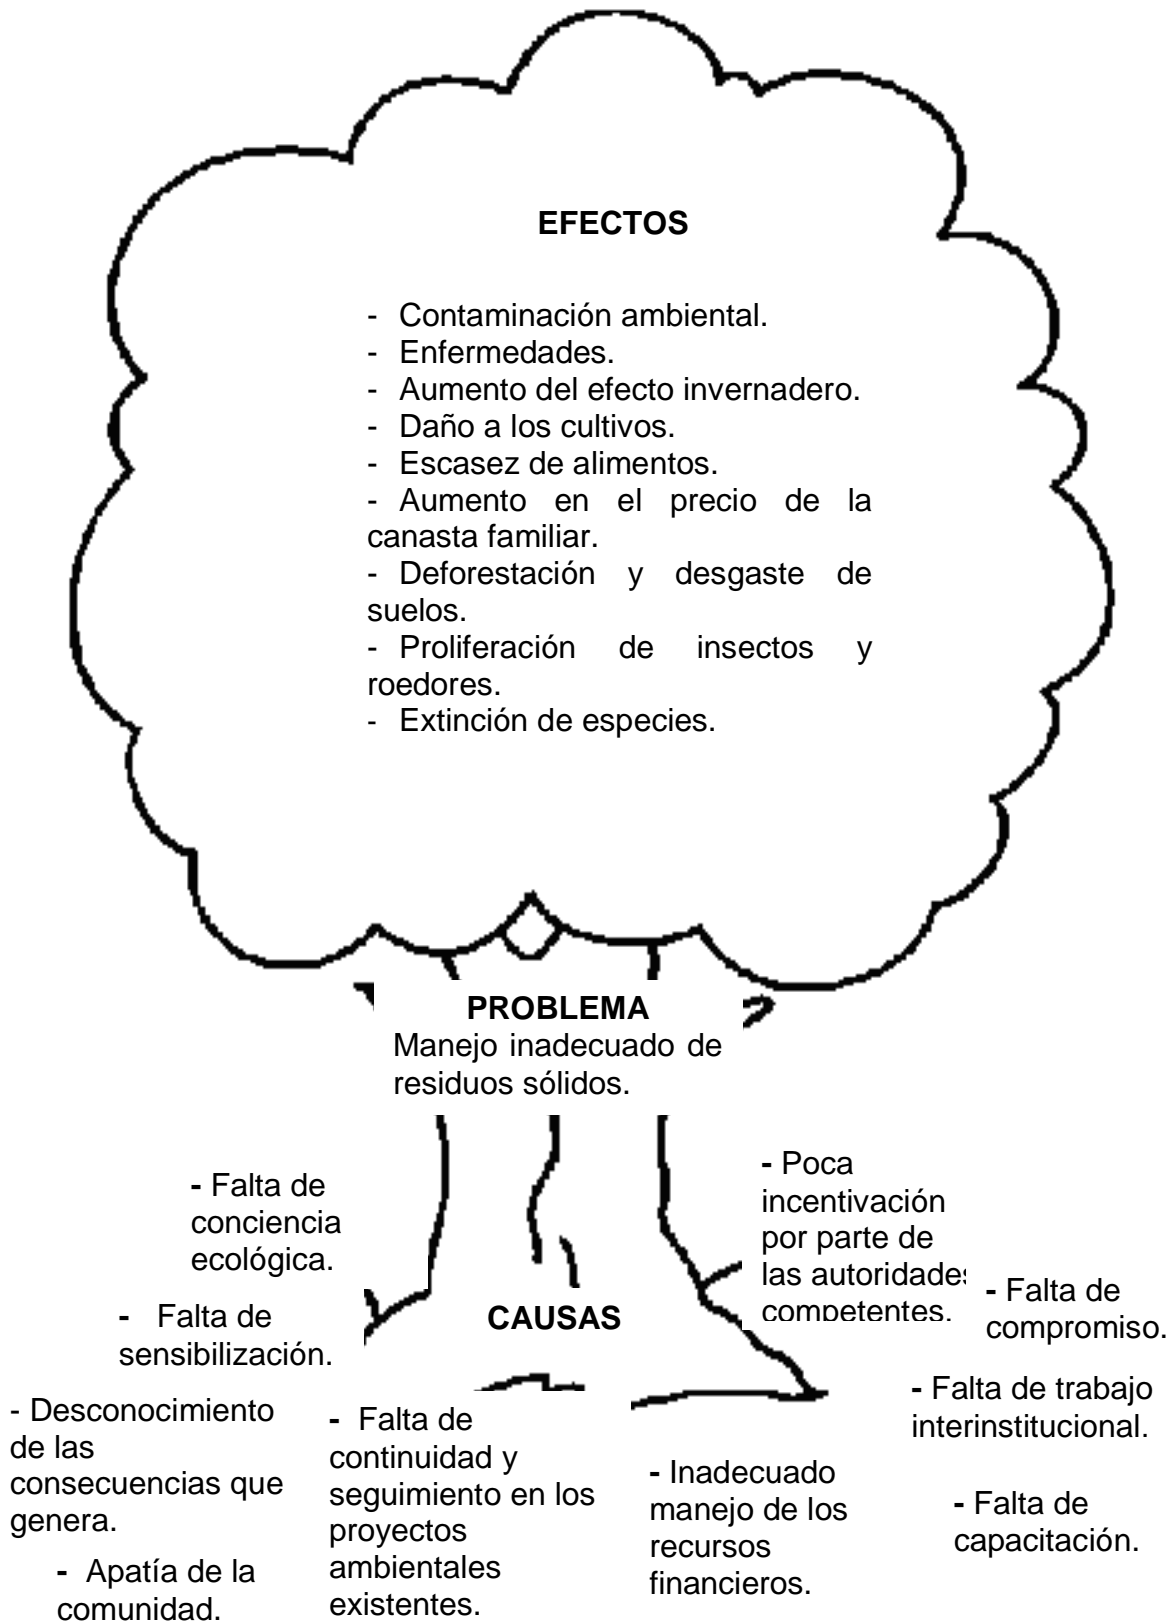 EFECTOS
- Contaminación ambiental.
- Enfermedades.
- Aumento del efecto invernadero.
- Daño a los cultivos.
- Escasez de alimentos.
- Aumento en el precio de la
canasta familiar.
- Deforestación y desgaste de
suelos.
- Proliferación de insectos y
roedores.
- Extinción de especies.
PROBLEMA
Manejo inadecuado de
residuos sólidos.
- Falta de
conciencia
ecológica.
- Poca
incentivación
por parte de
las autoridades
competentes.
CAUSAS
- Falta de
sensibilización.
- Falta de
compromiso.
- Desconocimiento
de las
consecuencias que
genera.
- Falta de
continuidad y
seguimiento en los
proyectos
ambientales
existentes.
- Inadecuado
manejo de los
recursos
financieros.
- Falta de trabajo
interinstitucional.
- Falta de
capacitación.
- Apatía de la
comunidad.